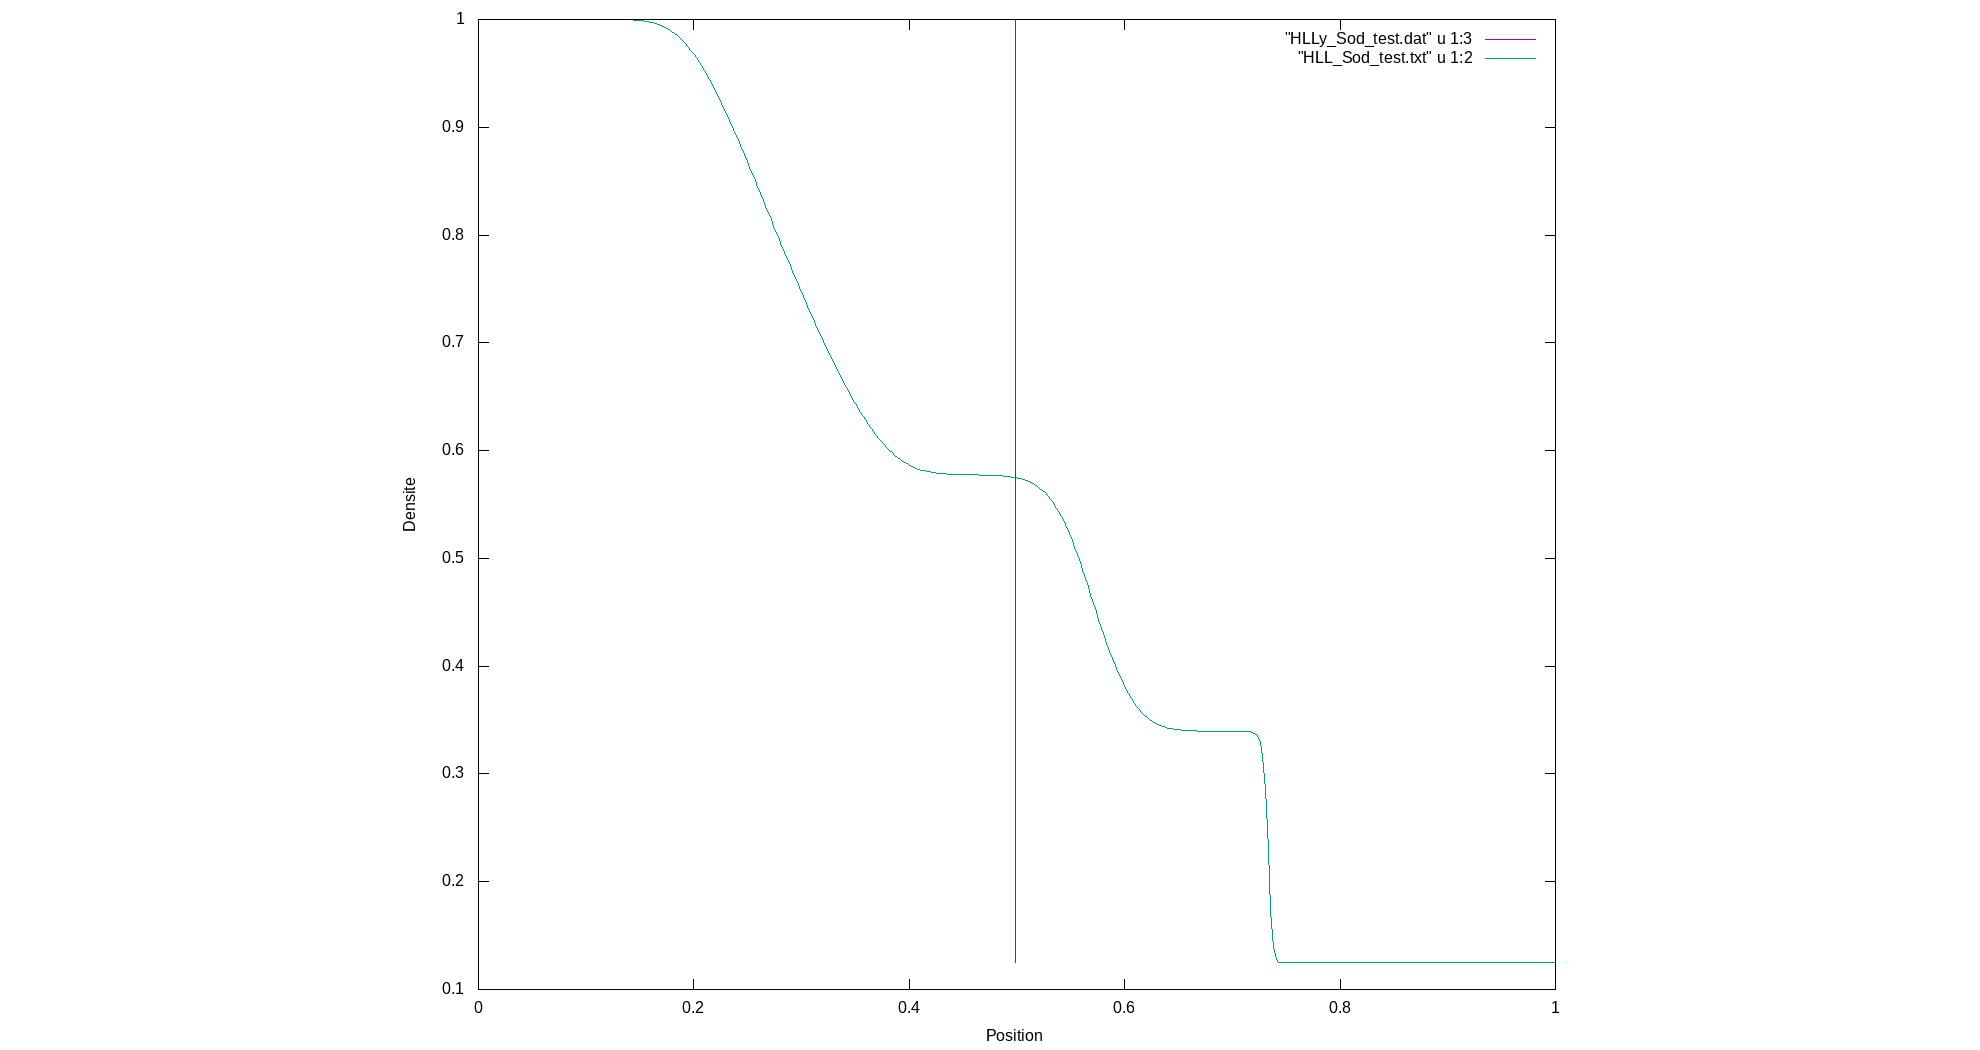 "HLLy_Sod_test.dat" u 1:3
"HLL_Sod_test.txt" u 1:2
1
0.9
0.8
0.7
0.6
0.5
0.4
0.3
0.2
0.1
Densite
0 0.2 0.4 0.6 0.8 1
Position